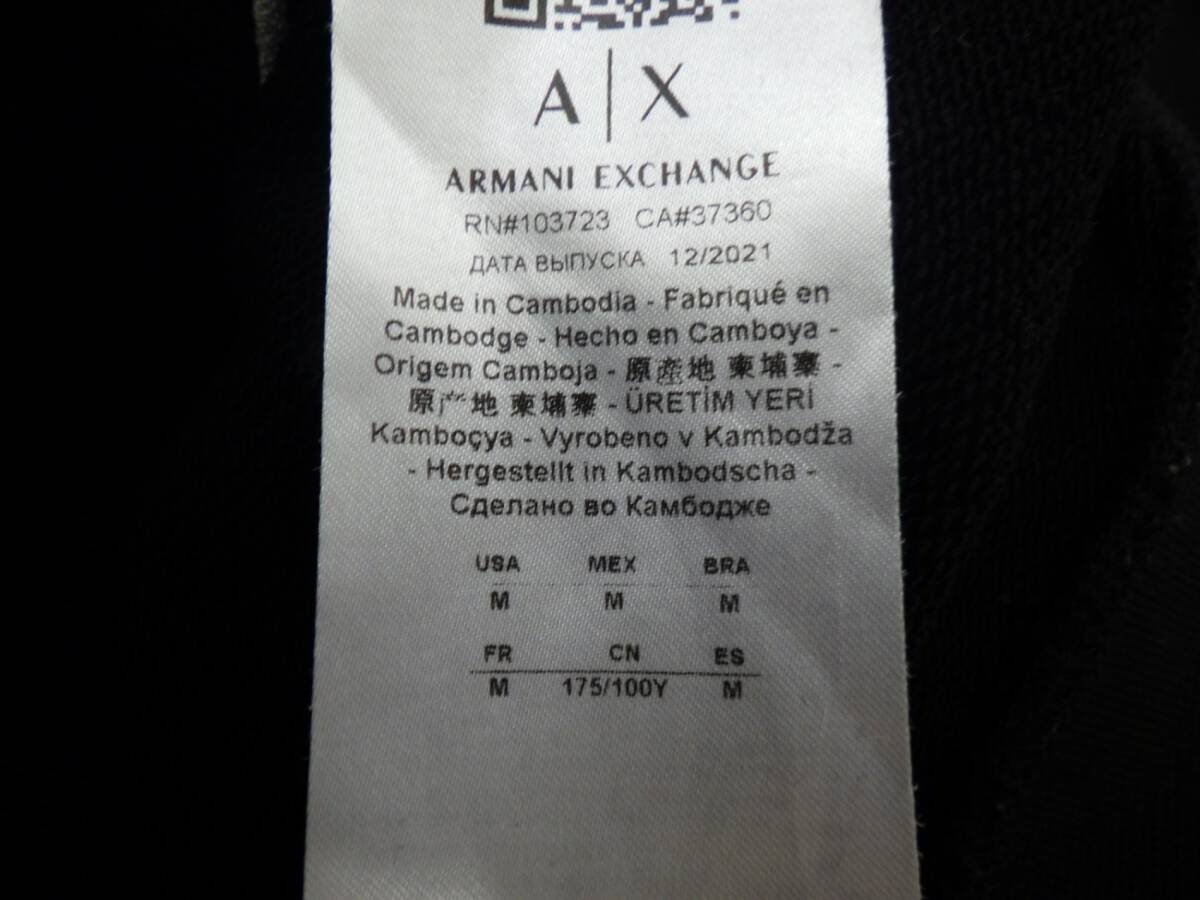 A | X
ARMANI EXCHANGE
RN#103723 CA#37360
ДАТА ВЫПУСКА 12/2021
Made in Cambodia - Fabriqué en
Cambodge - Hecho en Camboya -
Origem Camboja - 原產地 柬埔寨 -
原产地 柬埔寨 - ÜRETİM YERİ
Kamboçya - Vyrobeno v Kambodža
- Hergestellt in Kambodscha -
Сделано во Камбодже
USA MEX BRA
M M M
FR CN ES
M 175/100Y M